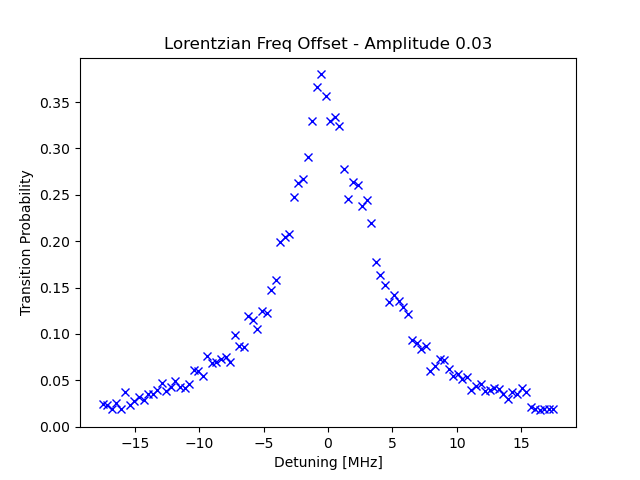 Lorentzian Freq Offset - Amplitude 0.03
Transition Probability
0.35
0.30
0.25
0.20
0.15
0.10
0.05
0.00
−15 −10 −5 0 5 10 15
Detuning [MHz]